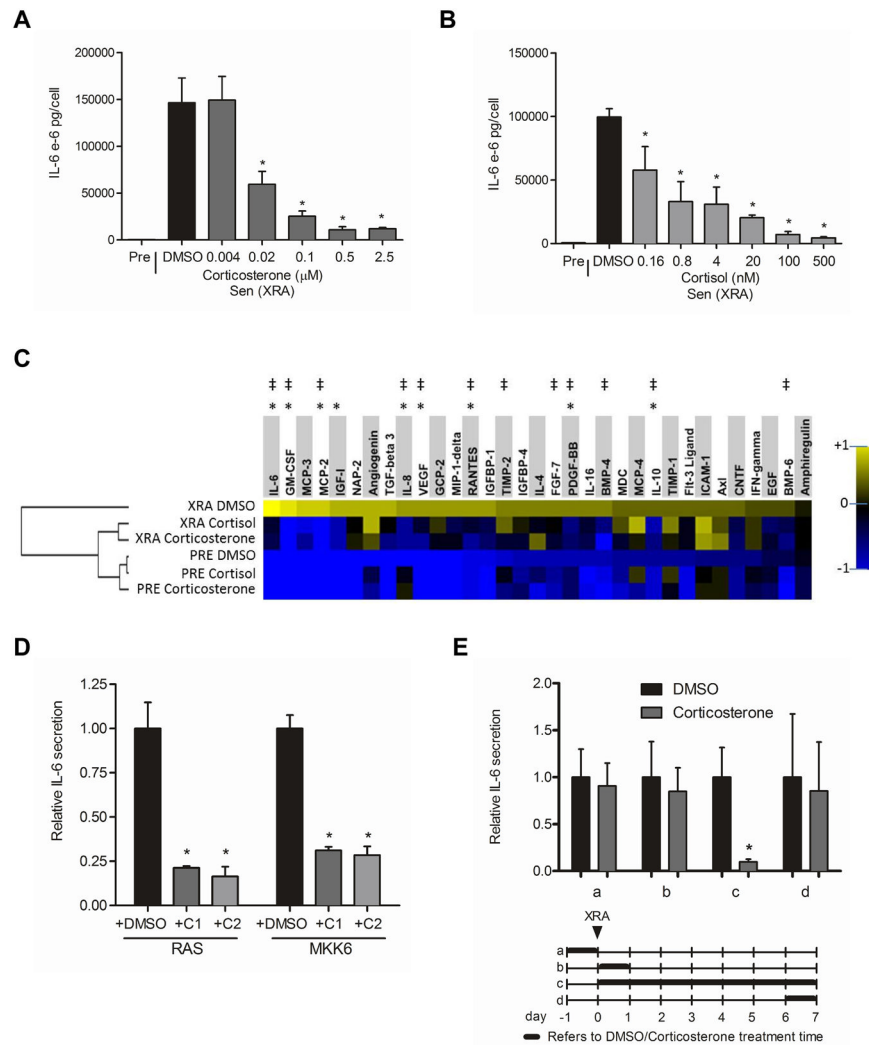 A
200000
150000
100000
50000
0
IL-6 e-6 pg/cell
*
*
*
*
Pre DMSO 0.004 0.02 0.1 0.5 2.5
Corticosterone (μM)
Sen (XRA)
B
150000
100000
50000
0
IL-6 e-6 pg/cell
*
*
*
*
*
*
Pre DMSO 0.16 0.8 4 20 100 500
Cortisol (nM)
Sen (XRA)
C
‡ ‡ ‡ ‡ ‡ ‡ ‡ ‡ ‡ ‡ ‡ ‡
* * * * * * * * *
IL-6
GM-CSF
MCP-3
MCP-2
IGF-I
NAP-2
Angiogenin
TGF-beta 3
IL-8
VEGF
GCP-2
MIP-1-delta
RANTES
IGFBP-1
TIMP-2
IGFBP-4
IL-4
FGF-7
PDGF-BB
IL-16
BMP-4
MDC
MCP-4
IL-10
TIMP-1
Flt-3 Ligand
ICAM-1
Axl
CNTF
IFN-gamma
EGF
BMP-6
Amphiregulin
XRA DMSO
XRA Cortisol
XRA Corticosterone
PRE DMSO
PRE Cortisol
PRE Corticosterone
+1
0
-1
D
1.25
1.00
0.75
0.50
0.25
0.00
Relative IL-6 secretion
* * * *
+DMSO +C1 +C2 +DMSO +C1 +C2
RAS MKK6
E
2.0
1.5
1.0
0.5
0.0
Relative IL-6 secretion
DMSO
Corticosterone
*
a b c d
XRA
a
b
c
d
day -1 0 1 2 3 4 5 6 7
Refers to DMSO/Corticosterone treatment time